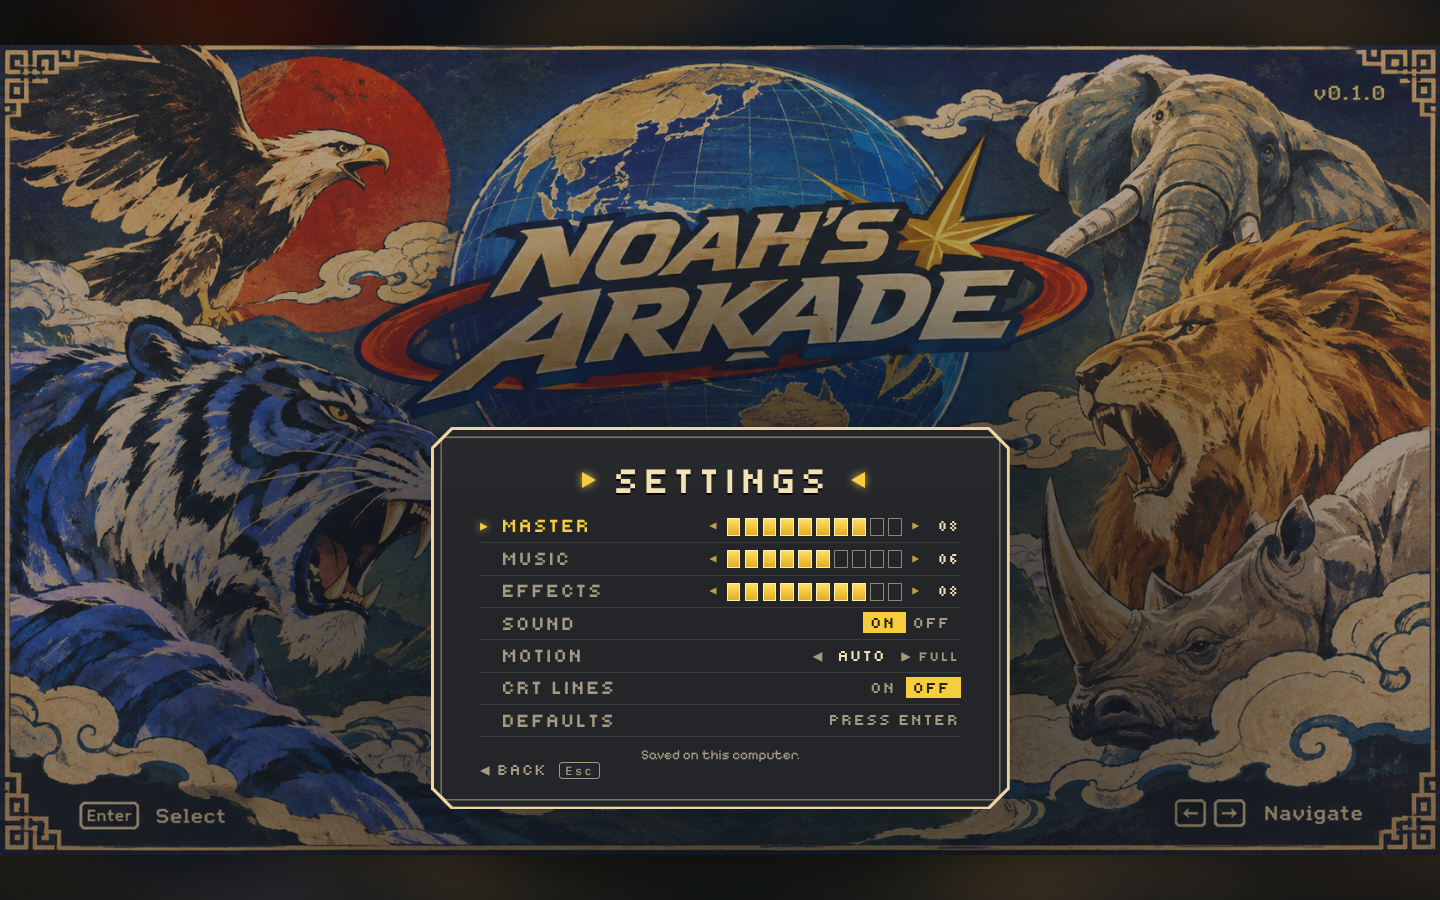 v0.1.0
NOAH'S
ARKADE
SETTINGS
MASTER 08
MUSIC 06
EFFECTS 08
SOUND ON OFF
MOTION AUTO FULL
CRT LINES ON OFF
DEFAULTS PRESS ENTER
Saved on this computer.
BACK Esc
Enter Select
Navigate